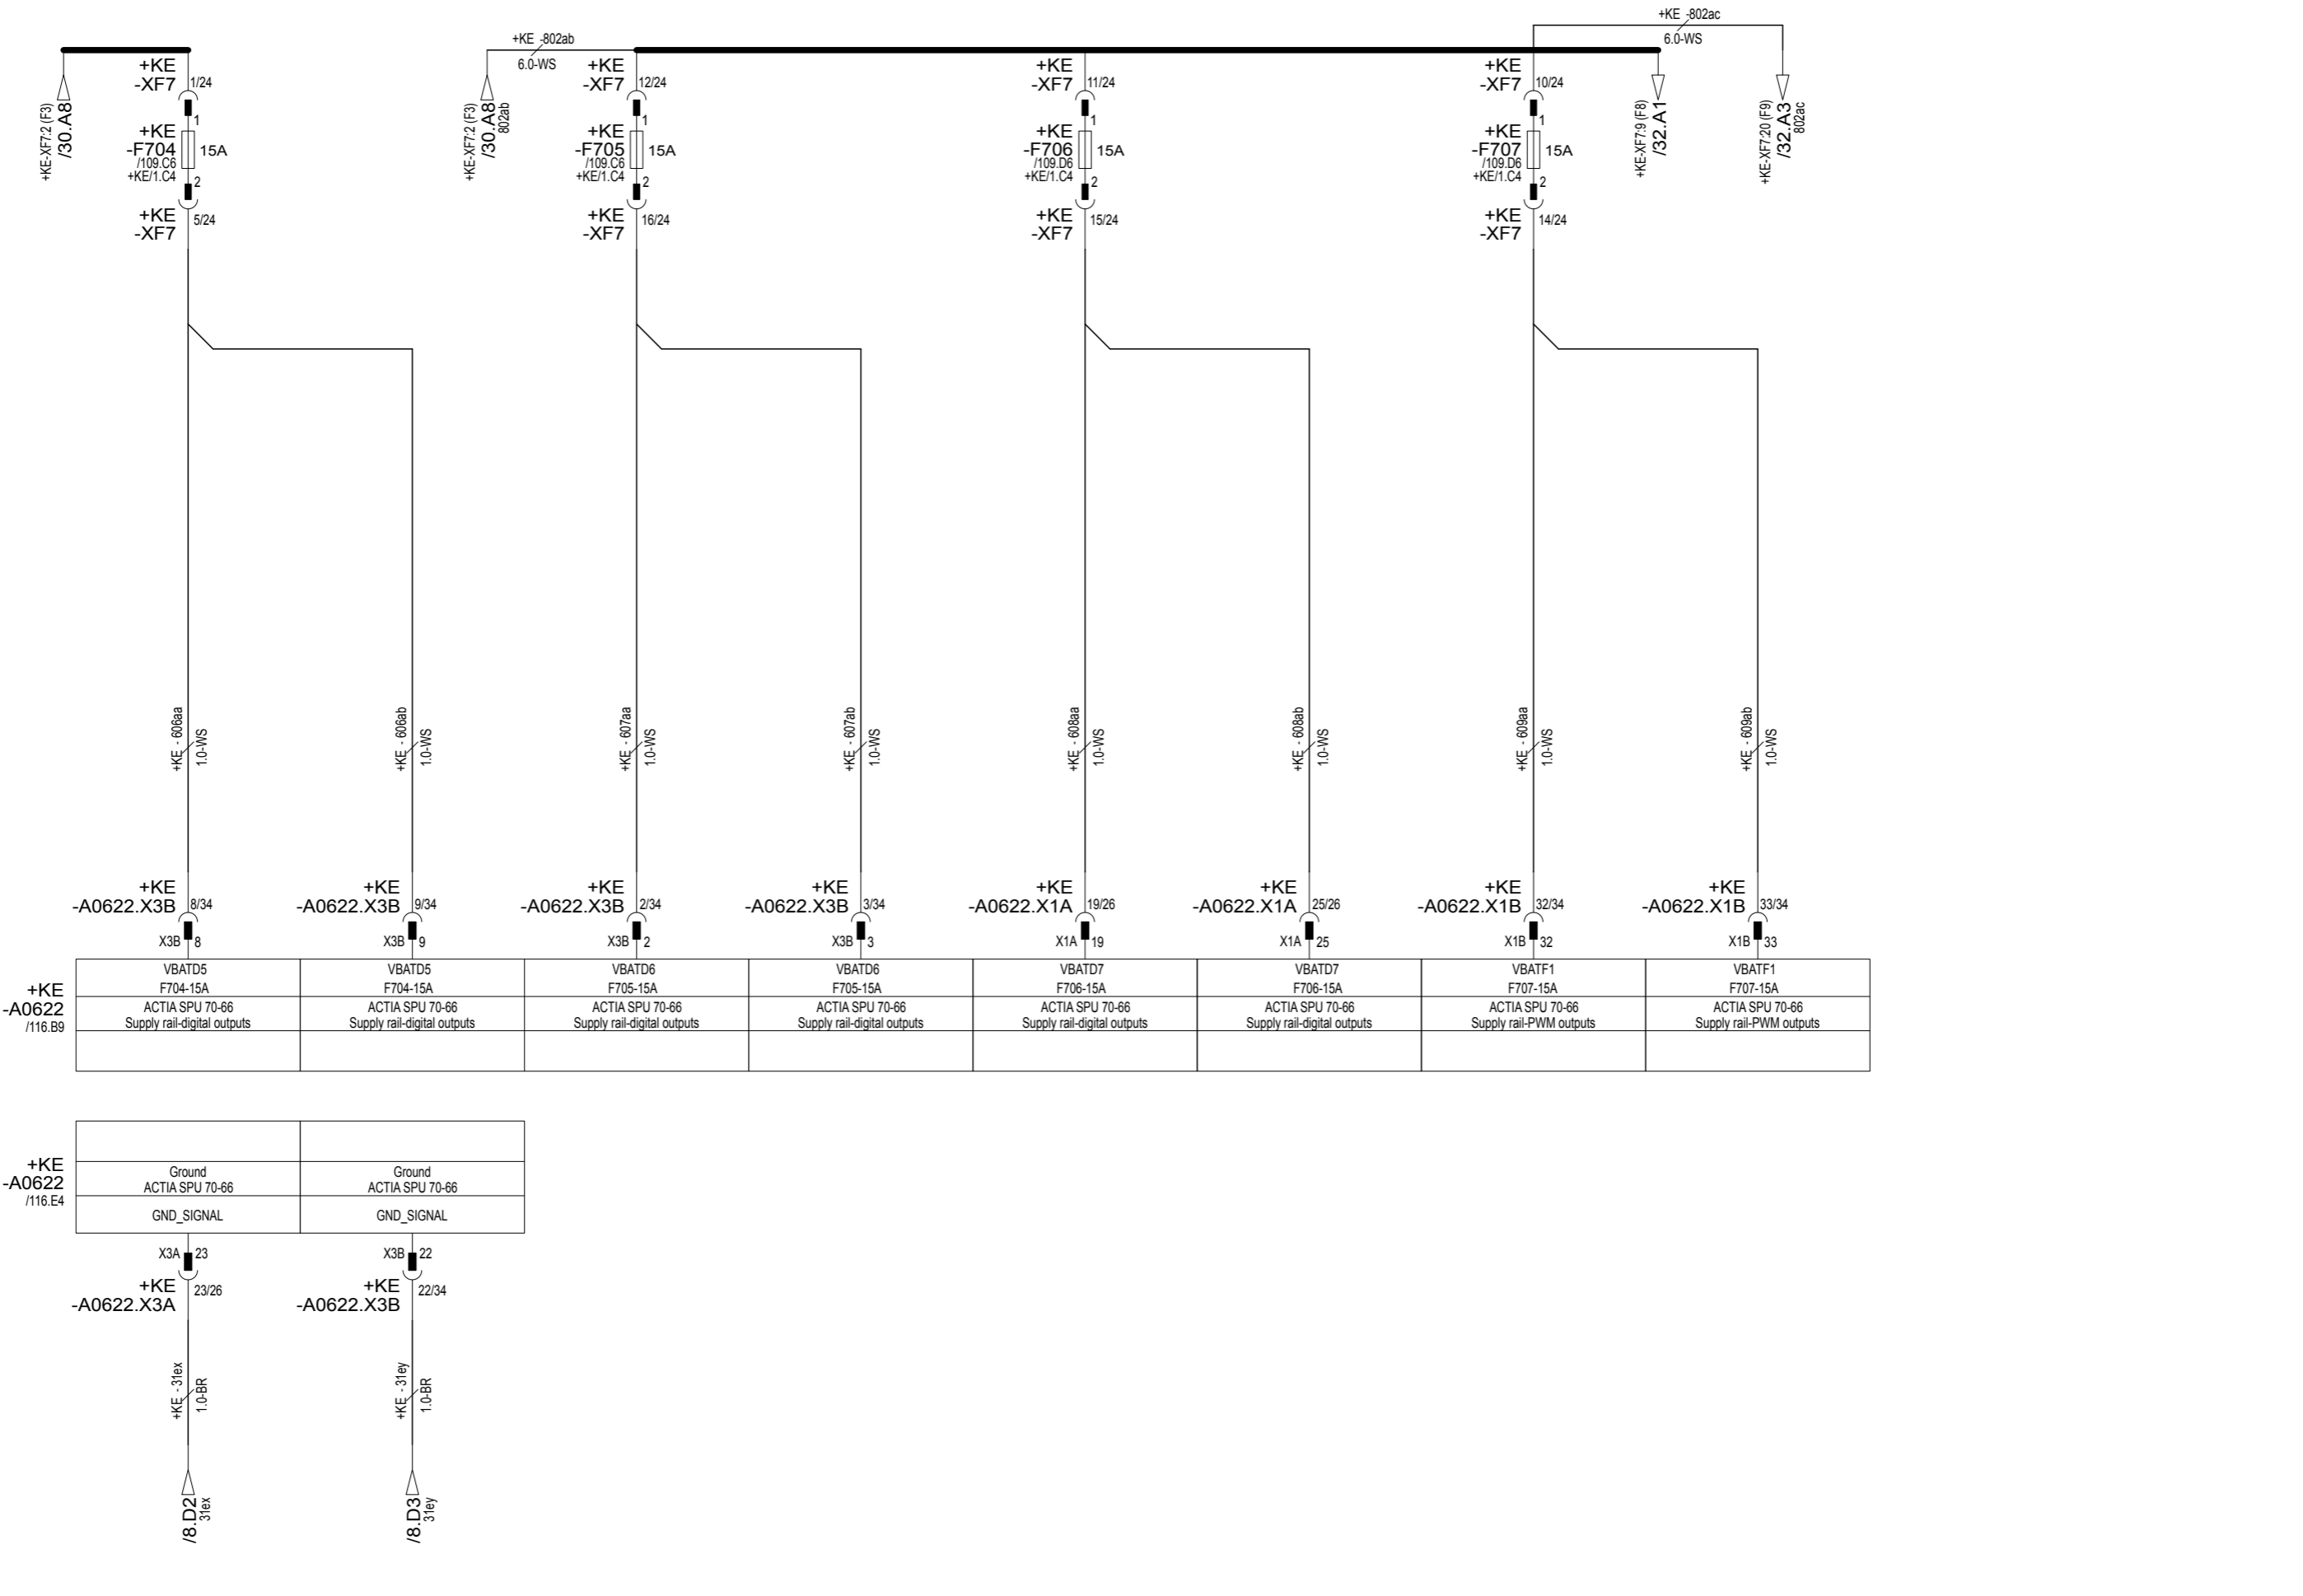 +KE -802ac
6.0-WS
+KE -802ab
6.0-WS
+KE
-XF7
1/24
+KE
-XF7
12/24
+KE
-XF7
11/24
+KE
-XF7
10/24
+KE-XF7:2 (F3)
/30.A8
+KE-XF7:2 (F3)
/30.A8
802ab
+KE-XF7:9 (F8)
/32.A1
+KE-XF7:20 (F9)
/32.A3
802ac
1
+KE
-F704
15A
/109.C6
+KE/1.C4
2
1
+KE
-F705
15A
/109.C6
+KE/1.C4
2
1
+KE
-F706
15A
/109.D6
+KE/1.C4
2
1
+KE
-F707
15A
/109.D6
+KE/1.C4
2
+KE
-XF7
5/24
+KE
-XF7
16/24
+KE
-XF7
15/24
+KE
-XF7
14/24
+KE - 606aa
1.0-WS
+KE - 606ab
1.0-WS
+KE - 607aa
1.0-WS
+KE - 607ab
1.0-WS
+KE - 608aa
1.0-WS
+KE - 608ab
1.0-WS
+KE - 609aa
1.0-WS
+KE - 609ab
1.0-WS
+KE
-A0622.X3B
8/34
X3B 8
+KE
-A0622.X3B
9/34
X3B 9
+KE
-A0622.X3B
2/34
X3B 2
+KE
-A0622.X3B
3/34
X3B 3
+KE
-A0622.X1A
19/26
X1A 19
+KE
-A0622.X1A
25/26
X1A 25
+KE
-A0622.X1B
32/34
X1B 32
+KE
-A0622.X1B
33/34
X1B 33
+KE
-A0622
/116.B9
VBATD5
F704-15A
ACTIA SPU 70-66
Supply rail-digital outputs
VBATD5
F704-15A
ACTIA SPU 70-66
Supply rail-digital outputs
VBATD6
F705-15A
ACTIA SPU 70-66
Supply rail-digital outputs
VBATD6
F705-15A
ACTIA SPU 70-66
Supply rail-digital outputs
VBATD7
F706-15A
ACTIA SPU 70-66
Supply rail-digital outputs
VBATD7
F706-15A
ACTIA SPU 70-66
Supply rail-digital outputs
VBATF1
F707-15A
ACTIA SPU 70-66
Supply rail-PWM outputs
VBATF1
F707-15A
ACTIA SPU 70-66
Supply rail-PWM outputs
+KE
-A0622
/116.E4
Ground
ACTIA SPU 70-66
GND_SIGNAL
Ground
ACTIA SPU 70-66
GND_SIGNAL
X3A 23
+KE
-A0622.X3A
23/26
X3B 22
+KE
-A0622.X3B
22/34
+KE - 31ex
1.0-BR
+KE - 31ey
1.0-BR
/8.D2
31ex
/8.D3
31ey